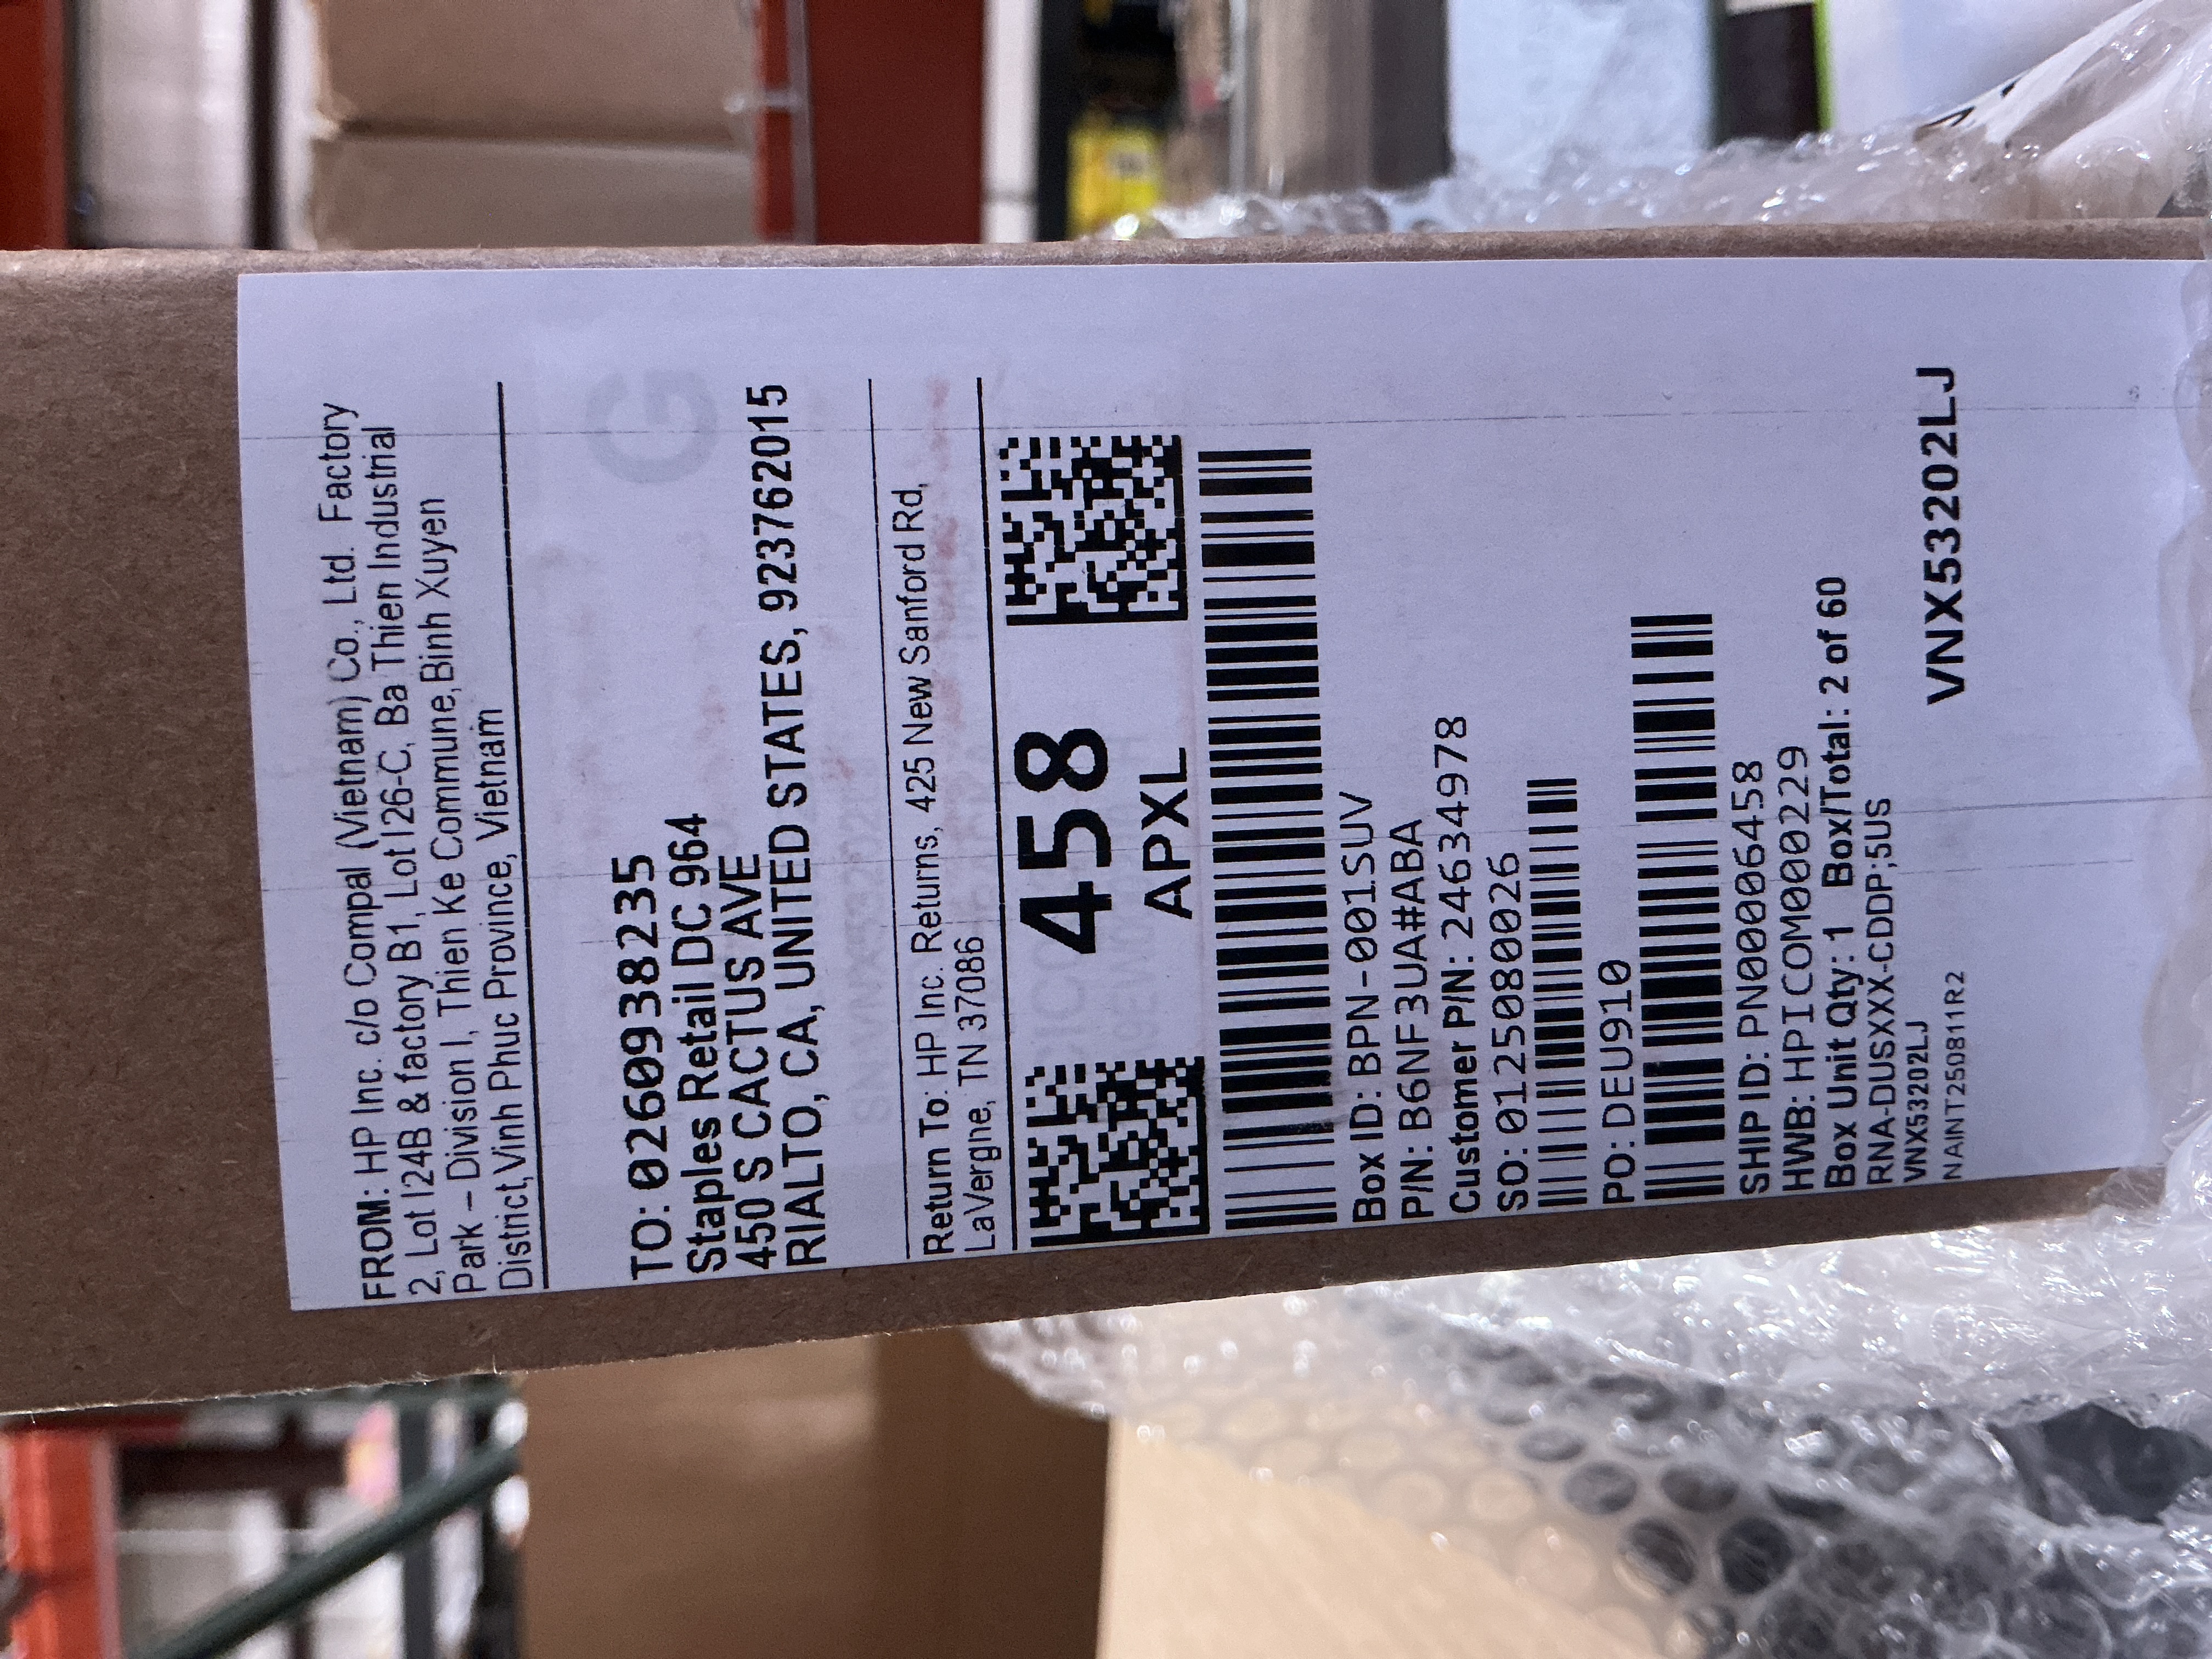 FROM: HP Inc. c/o Compal (Vietnam) Co., Ltd. Factory
2, Lot I24B & factory B1, Lot I26-C, Ba Thien Industrial
Park – Division I, Thien Ke Commune,Binh Xuyen
District,Vinh Phuc Province, Vietnam
TO: 0260938235
Staples Retail DC 964
450 S CACTUS AVE
RIALTO, CA, UNITED STATES, 923762015
Return To: HP Inc. Returns, 425 New Sanford Rd,
LaVergne, TN 37086
458
APXL
Box ID: BPN-001SUV
P/N: B6NF3UA#ABA
Customer P/N: 24634978
SO: 0125080026
PO: DEU910
SHIP ID: PN00006458
HWB: HPICOM000229
Box Unit Qty: 1 Box/Total: 2 of 60
RNA-DUSXXX-CDDP;5US
VNX53202LJ
VNX53202LJ
NAINT250811R2